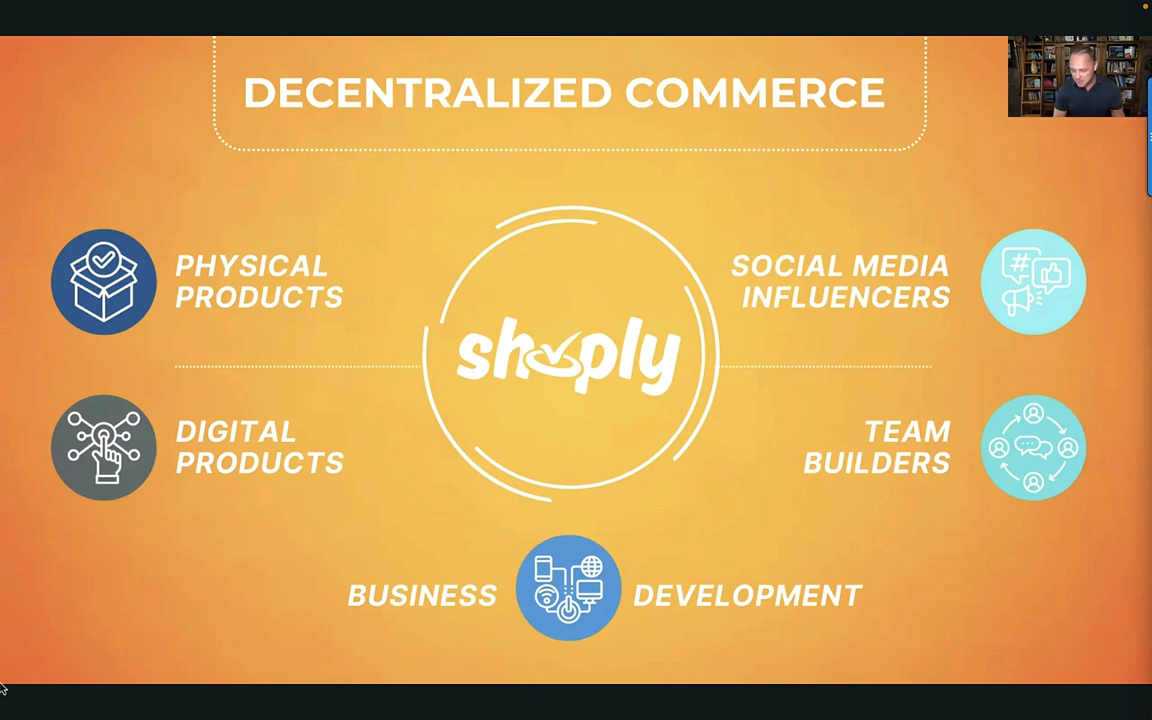 DECENTRALIZED COMMERCE
PHYSICAL
PRODUCTS
SOCIAL MEDIA
INFLUENCERS
#
shoply
DIGITAL
PRODUCTS
TEAM
BUILDERS
BUSINESS DEVELOPMENT